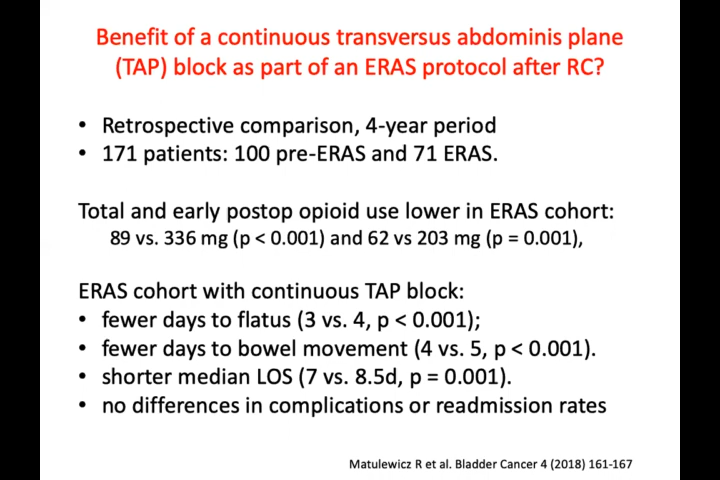 Benefit of a continuous transversus abdominis plane
(TAP) block as part of an ERAS protocol after RC?
• Retrospective comparison, 4-year period
• 171 patients: 100 pre-ERAS and 71 ERAS.
Total and early postop opioid use lower in ERAS cohort:
89 vs. 336 mg (p < 0.001) and 62 vs 203 mg (p = 0.001),
ERAS cohort with continuous TAP block:
• fewer days to flatus (3 vs. 4, p < 0.001);
• fewer days to bowel movement (4 vs. 5, p < 0.001).
• shorter median LOS (7 vs. 8.5d, p = 0.001).
• no differences in complications or readmission rates
Matulewicz R et al. Bladder Cancer 4 (2018) 161-167